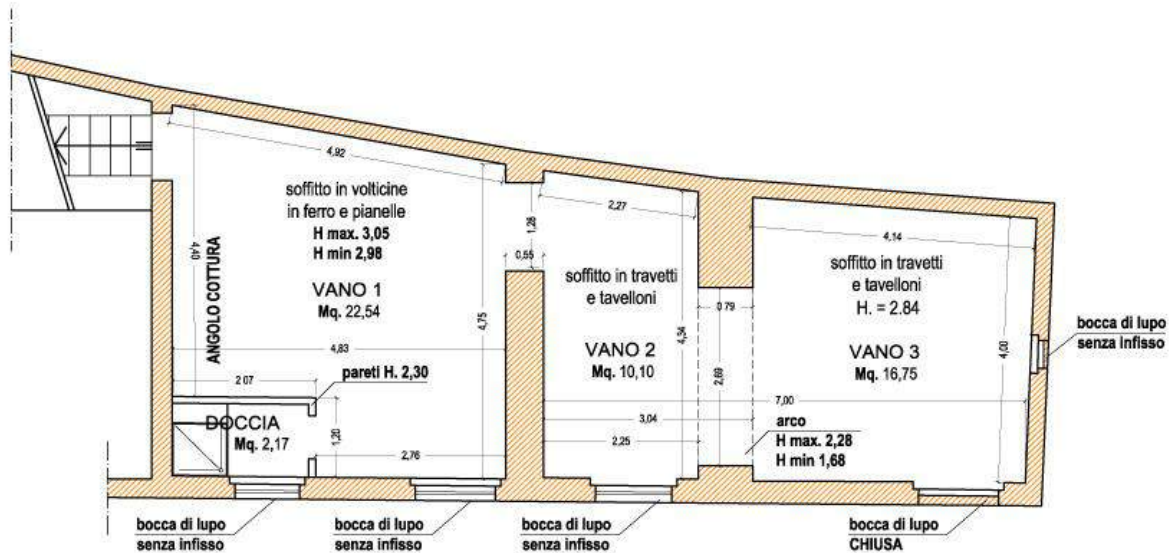 4,92
soffitto in volticine
in ferro e pianelle
H max. 3,05
H min 2,98
VANO 1
Mq. 22,54
4,40
ANGOLO COTTURA
4,83
4,75
2 07
pareti H. 2,30
DOCCIA
Mq. 2,17
1,20
2,76
1,28
0,55
2,27
soffitto in travetti
e tavelloni
VANO 2
Mq. 10,10
4,34
0 79
2,69
3,04
2,25
4,14
soffitto in travetti
e tavelloni
H. = 2.84
VANO 3
Mq. 16,75
4,00
7,00
arco
H max. 2,28
H min 1,68
bocca di lupo
senza infisso
bocca di lupo
senza infisso
bocca di lupo
senza infisso
bocca di lupo
senza infisso
bocca di lupo
CHIUSA